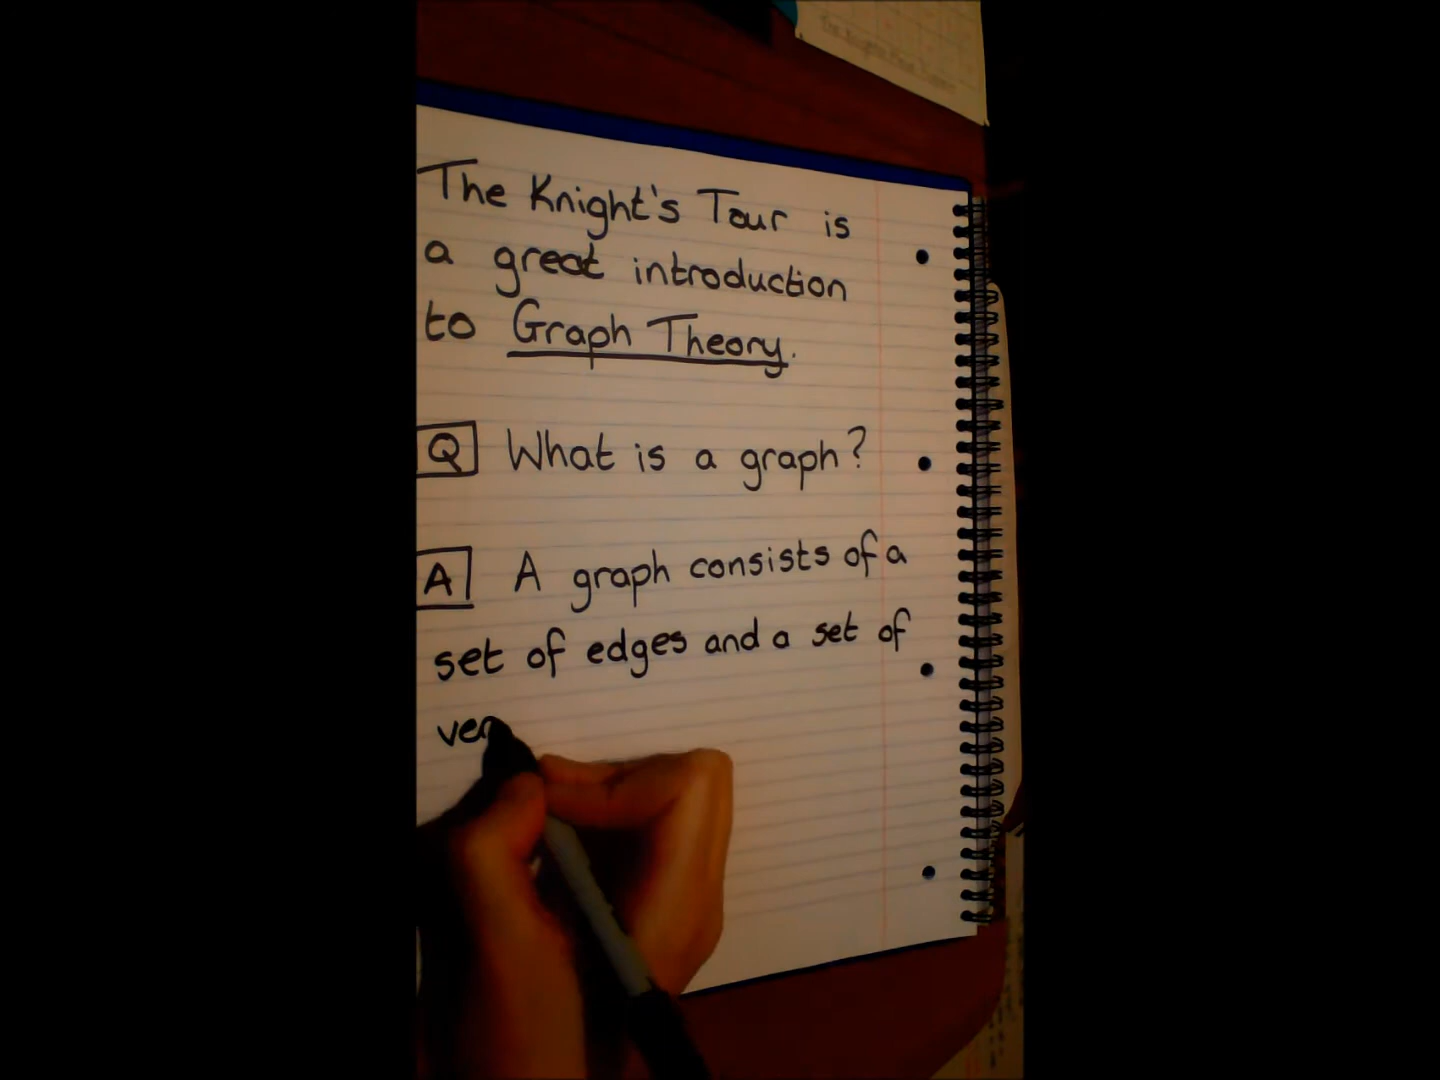 The Knight's Tour is
a great introduction
to Graph Theory.
Q What is a graph?
A A graph consists of a
set of edges and a set of
ver